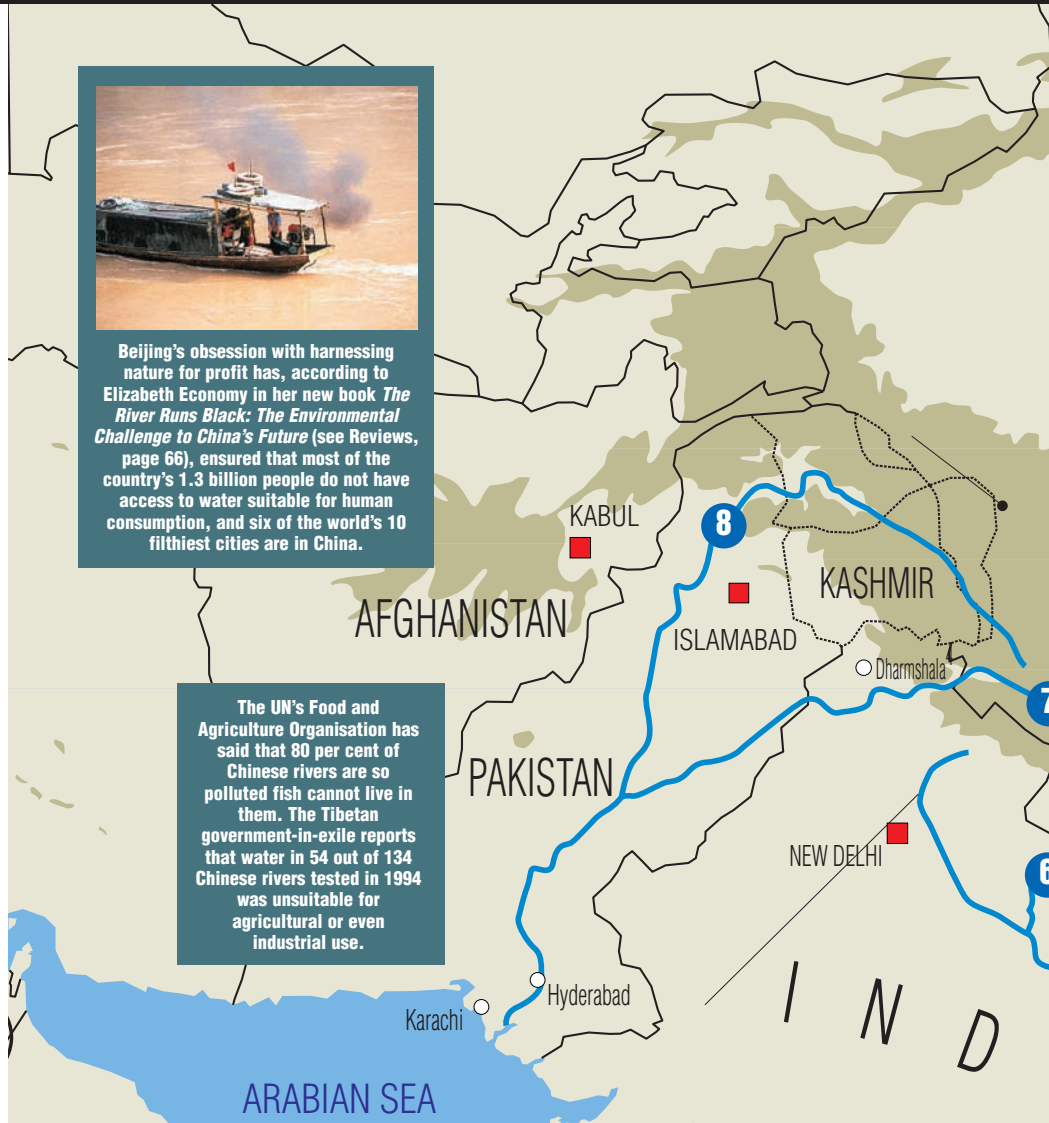 Beijing's obsession with harnessing
nature for profit has, according to
Elizabeth Economy in her new book The
River Runs Black: The Environmental
Challenge to China's Future (see Reviews,
page 66), ensured that most of the
country's 1.3 billion people do not have
access to water suitable for human
consumption, and six of the world's 10
filthiest cities are in China.
KABUL
8
AFGHANISTAN
ISLAMABAD
KASHMIR
Dharmshala
7
The UN's Food and
Agriculture Organisation has
said that 80 per cent of
Chinese rivers are so
polluted fish cannot live in
them. The Tibetan
government-in-exile reports
that water in 54 out of 134
Chinese rivers tested in 1994
was unsuitable for
agricultural or even
industrial use.
PAKISTAN
NEW DELHI
6
Hyderabad
Karachi
I N D
ARABIAN SEA